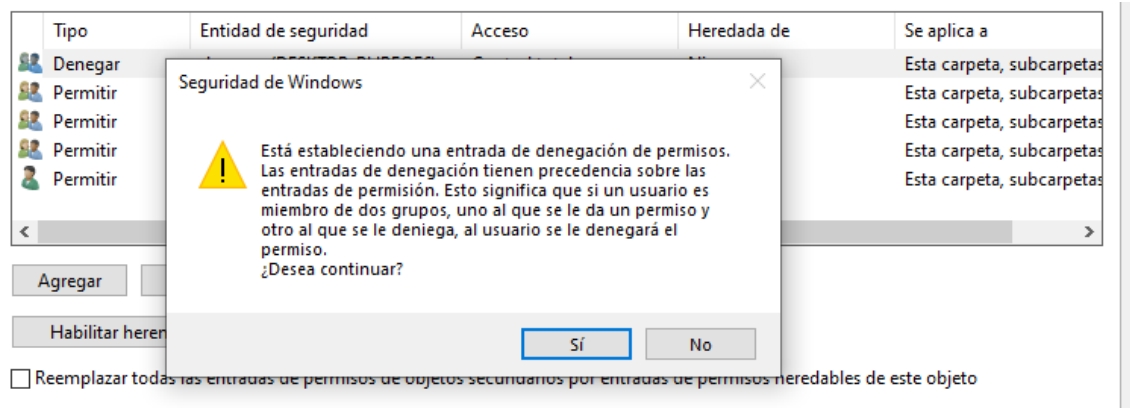 Tipo Entidad de seguridad Acceso Heredada de Se aplica a
Denegar Esta carpeta, subcarpetas
Permitir Esta carpeta, subcarpetas
Permitir Esta carpeta, subcarpetas
Permitir Esta carpeta, subcarpetas
Permitir Esta carpeta, subcarpetas
Seguridad de Windows
Está estableciendo una entrada de denegación de permisos.
Las entradas de denegación tienen precedencia sobre las
entradas de permisión. Esto significa que si un usuario es
miembro de dos grupos, uno al que se le da un permiso y
otro al que se le deniega, al usuario se le denegará el
permiso.
¿Desea continuar?
Sí No
Agregar
Habilitar heren
Reemplazar todas las entradas de permisos de objetos secundarios por entradas de permisos heredables de este objeto